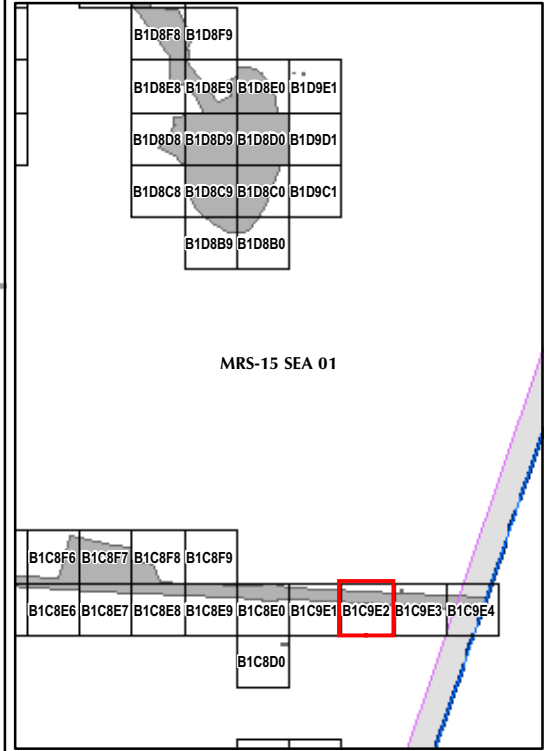 B1D8F8 B1D8F9
B1D8E8 B1D8E9 B1D8E0 B1D9E1
B1D8D8 B1D8D9 B1D8D0 B1D9D1
B1D8C8 B1D8C9 B1D8C0 B1D9C1
B1D8B9 B1D8B0
MRS-15 SEA 01
B1C8F6 B1C8F7 B1C8F8 B1C8F9
B1C8E6 B1C8E7 B1C8E8 B1C8E9 B1C8E0 B1C9E1 B1C9E2 B1C9E3 B1C9E4
B1C8D0